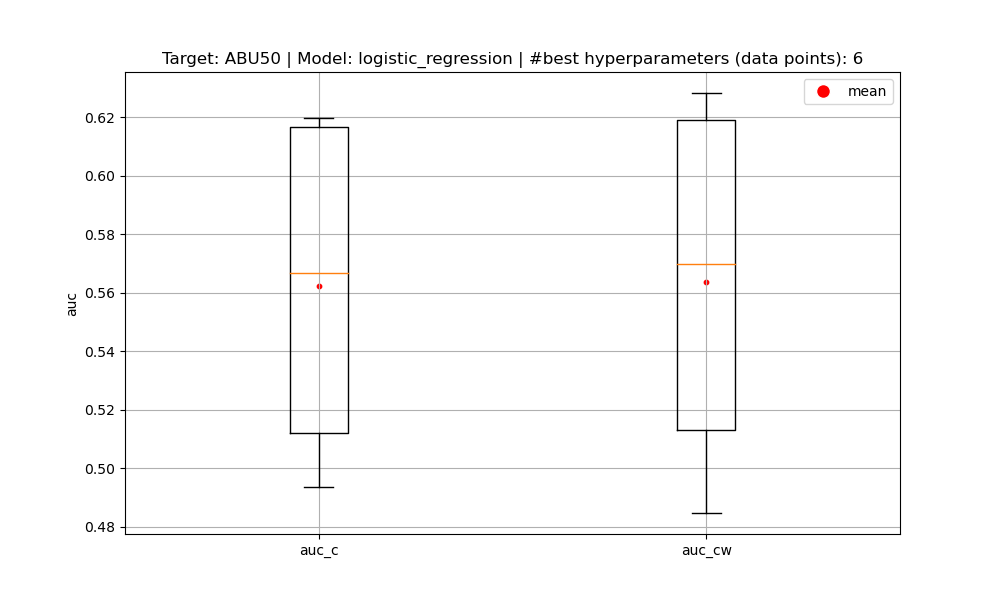 Target: ABU50 | Model: logistic_regression | #best hyperparameters (data points): 6
mean
0.62
0.60
0.58
0.56
0.54
0.52
0.50
0.48
auc
auc_c
auc_cw